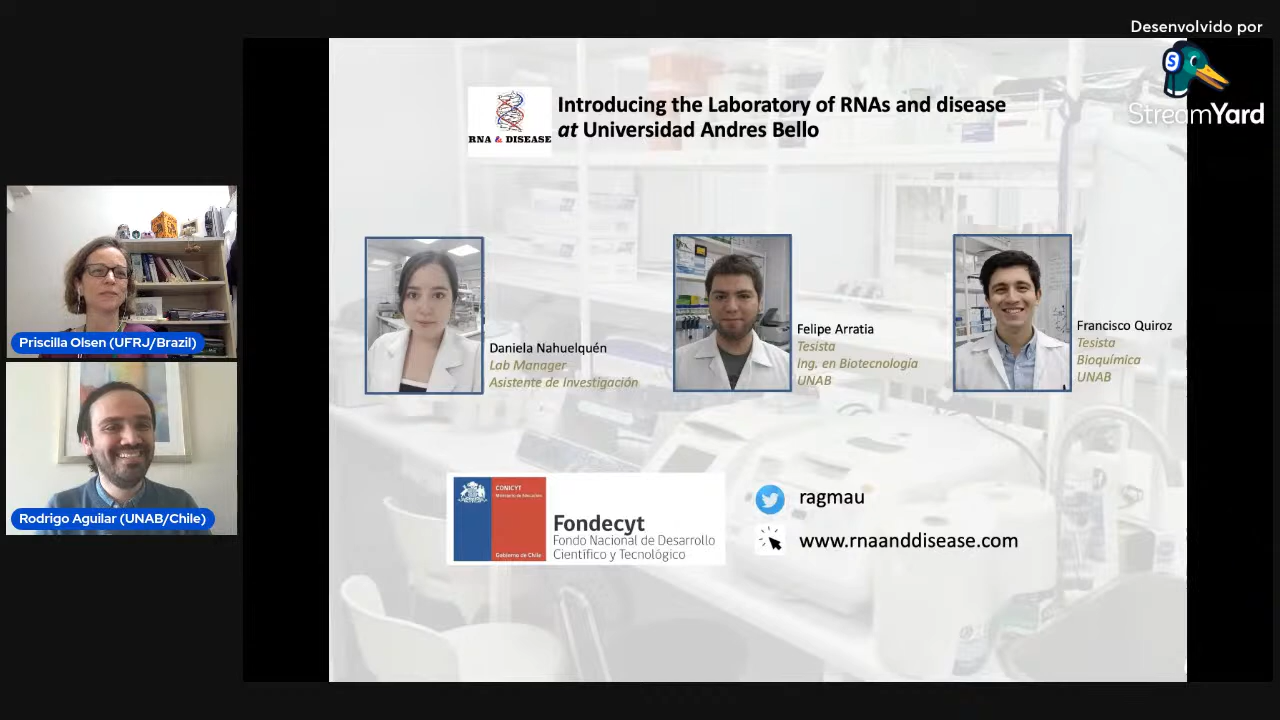 Desenvolvido por
StreamYard
RNA & DISEASE
Introducing the Laboratory of RNAs and disease
at Universidad Andres Bello
Priscilla Olsen (UFRJ/Brazil)
Rodrigo Aguilar (UNAB/Chile)
Daniela Nahuelquén
Lab Manager
Asistente de Investigación
Felipe Arratia
Tesista
Ing. en Biotecnología
UNAB
Francisco Quiroz
Tesista
Bioquímica
UNAB
CONICYT
Ministerio de Educación
Gobierno de Chile
Fondecyt
Fondo Nacional de Desarrollo
Científico y Tecnológico
ragmau
www.rnaanddisease.com